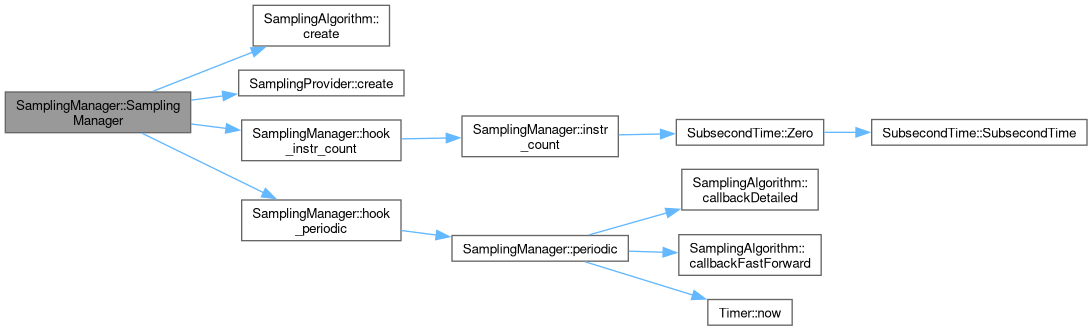 SamplingAlgorithm::
create
SamplingManager::Sampling
Manager
SamplingProvider::create
SamplingManager::hook
_instr_count
SamplingManager::instr
_count
SubsecondTime::Zero
SubsecondTime::SubsecondTime
SamplingManager::hook
_periodic
SamplingManager::periodic
SamplingAlgorithm::
callbackDetailed
SamplingAlgorithm::
callbackFastForward
Timer::now